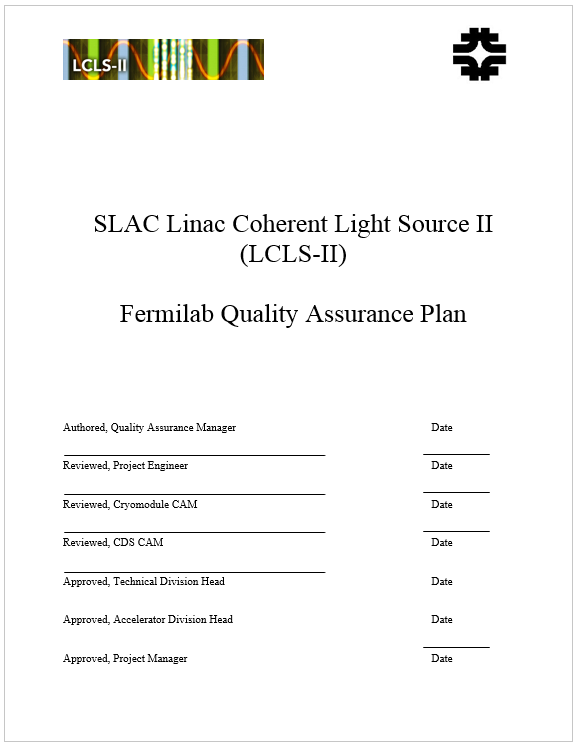 LCLS-II
SLAC Linac Coherent Light Source II
(LCLS-II)
Fermilab Quality Assurance Plan
Authored, Quality Assurance Manager Date
Reviewed, Project Engineer Date
Reviewed, Cryomodule CAM Date
Reviewed, CDS CAM Date
Approved, Technical Division Head Date
Approved, Accelerator Division Head Date
Approved, Project Manager Date